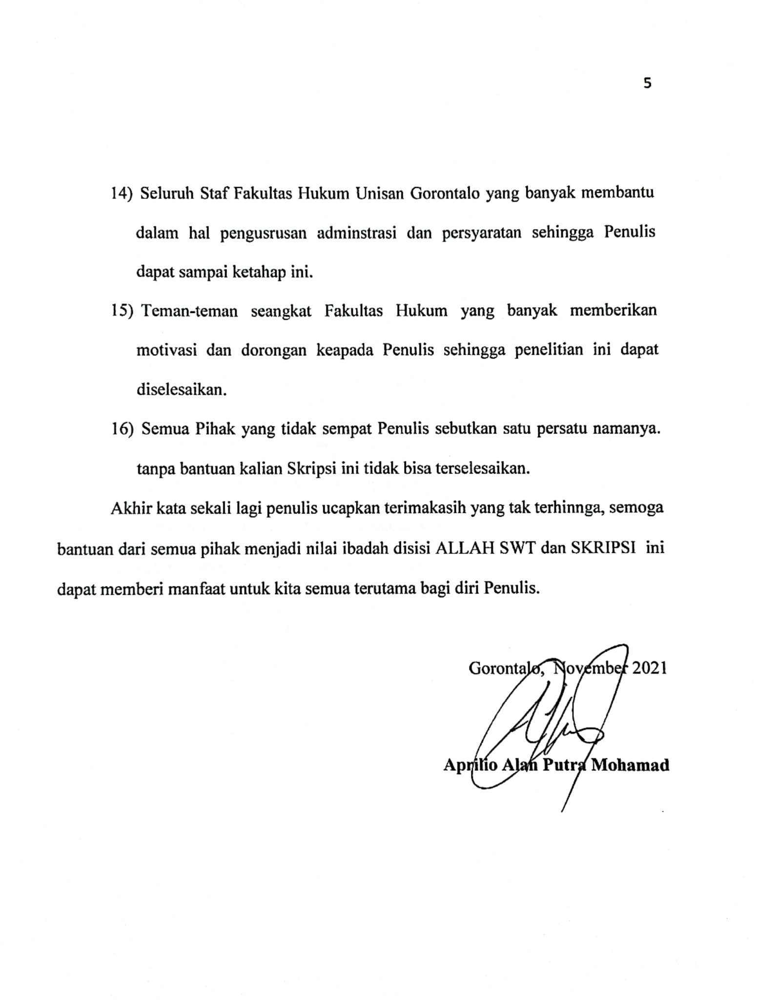 5
14) Seluruh Staf Fakultas Hukum Unisan Gorontalo yang banyak membantu
dalam hal pengusrusan adminstrasi dan persyaratan sehingga Penulis
dapat sampai ketahap ini.
15) Teman-teman seangkat Fakultas Hukum yang banyak memberikan
motivasi dan dorongan keapada Penulis sehingga penelitian ini dapat
diselesaikan.
16) Semua Pihak yang tidak sempat Penulis sebutkan satu persatu namanya.
tanpa bantuan kalian Skripsi ini tidak bisa terselesaikan.
Akhir kata sekali lagi penulis ucapkan terimakasih yang tak terhinnga, semoga
bantuan dari semua pihak menjadi nilai ibadah disisi ALLAH SWT dan SKRIPSI ini
dapat memberi manfaat untuk kita semua terutama bagi diri Penulis.
Gorontalo, November 2021
Aprilio Alan Putra Mohamad